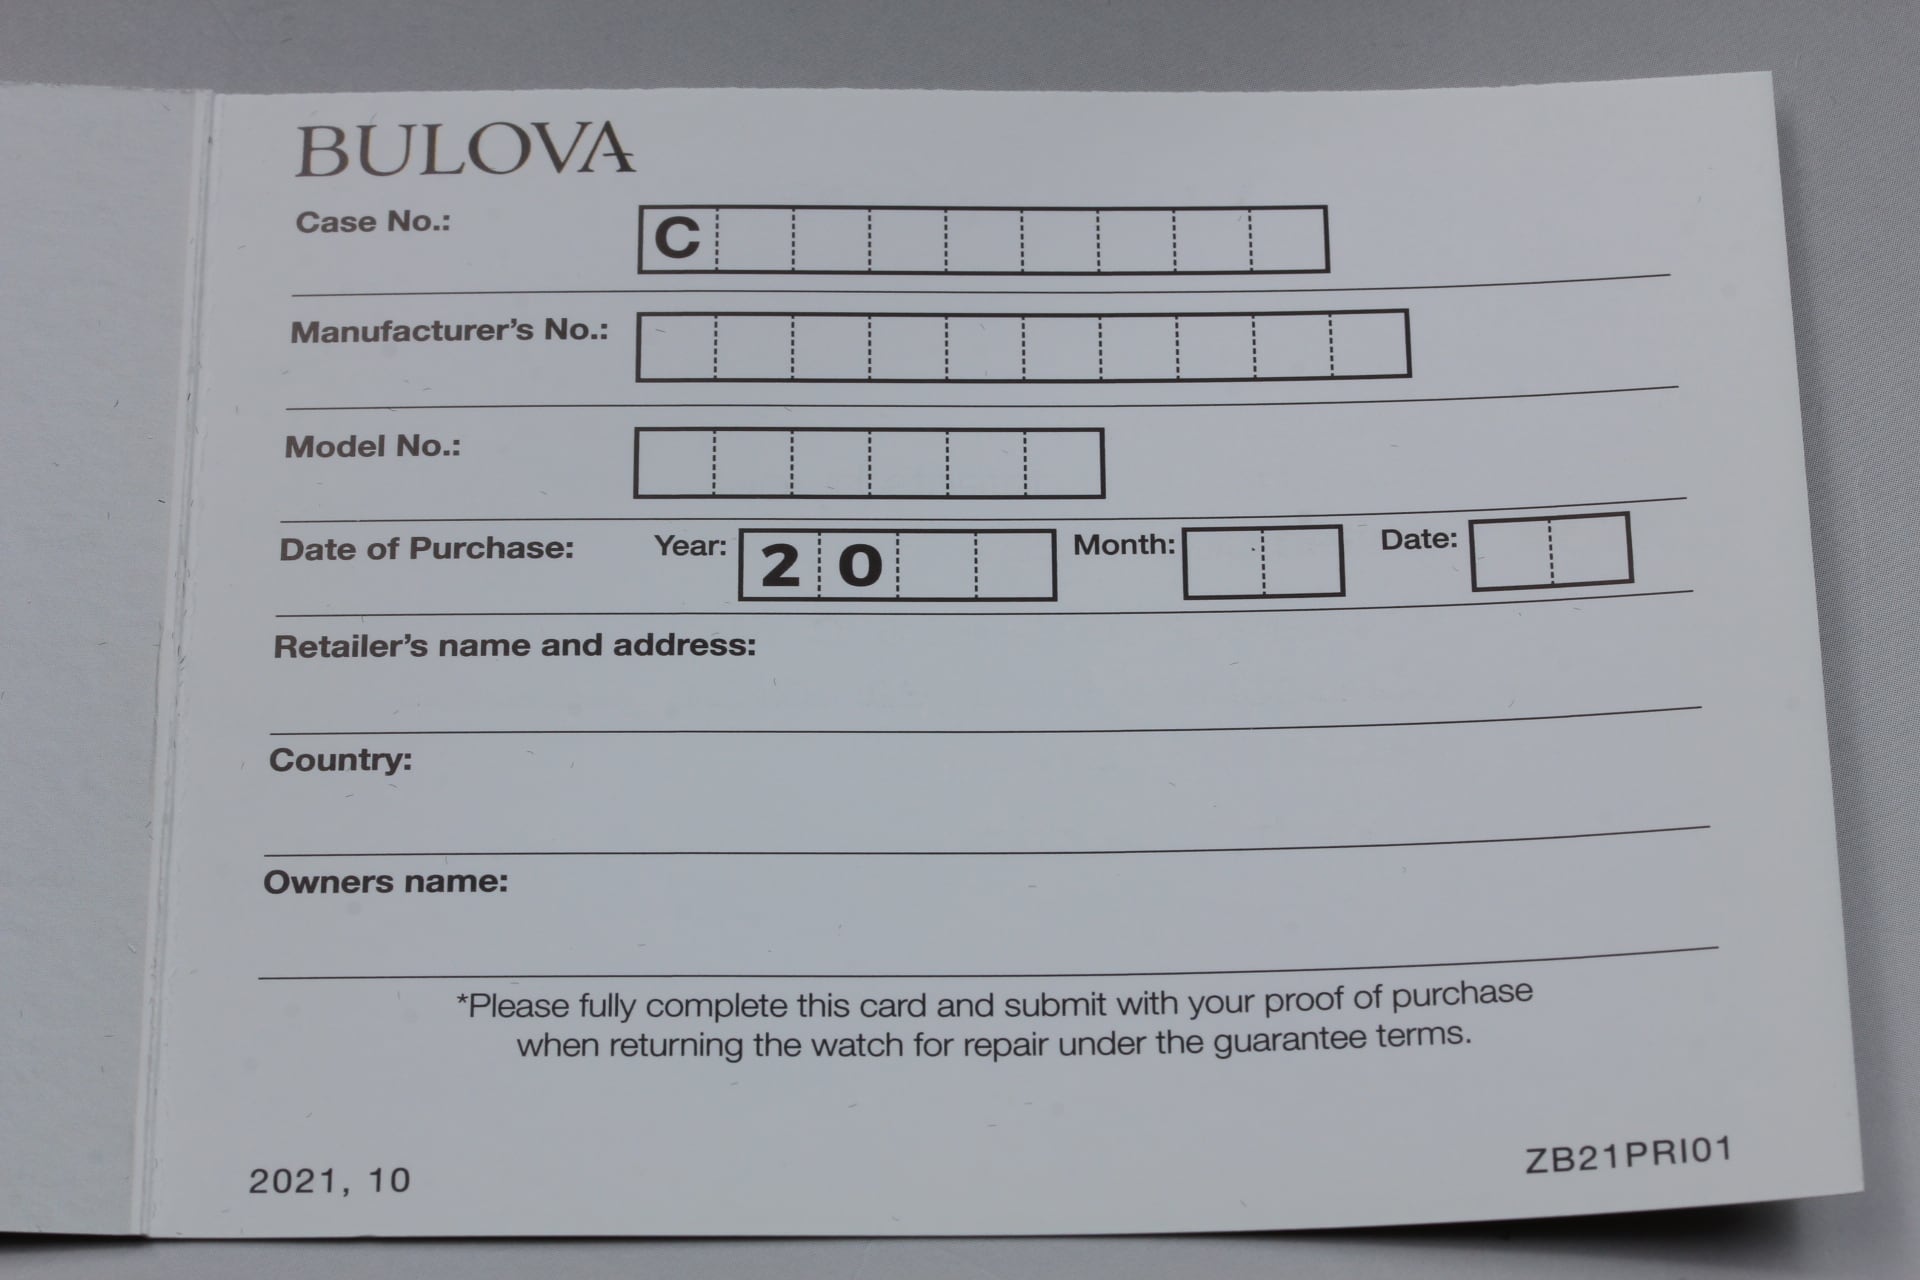 BULOVA
Case No.: C
Manufacturer's No.:
Model No.:
Date of Purchase: Year: 2 0 Month: Date:
Retailer's name and address:
Country:
Owners name:
*Please fully complete this card and submit with your proof of purchase
when returning the watch for repair under the guarantee terms.
2021, 10 ZB21PRI01